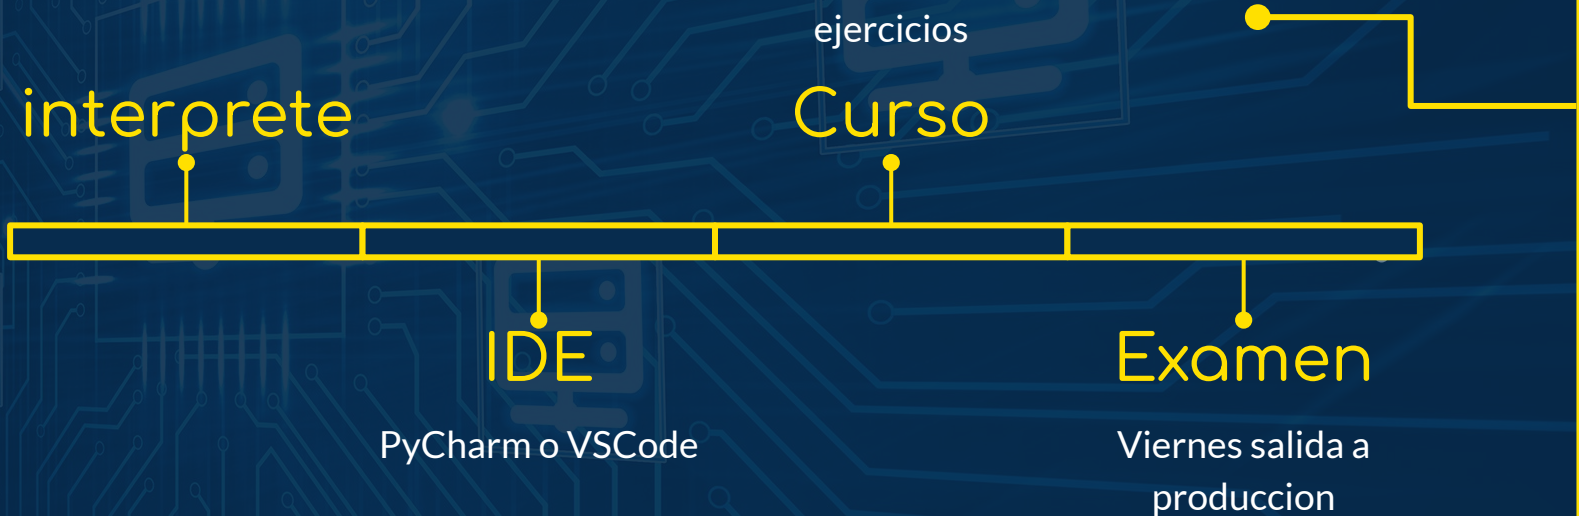 ejercicios
interprete
Curso
IDE
Examen
PyCharm o VSCode
Viernes salida a
produccion